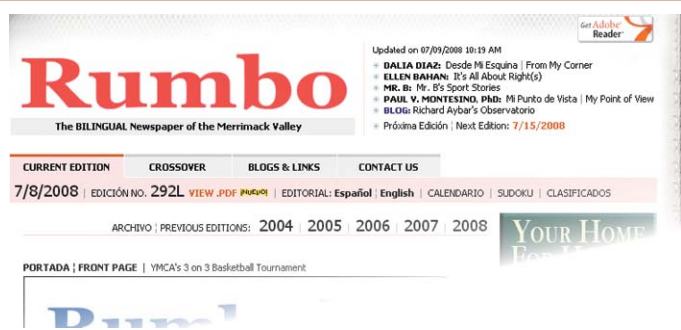 Get Adobe
Reader
Updated on 07/09/2008 10:19 AM
DALIA DIAZ: Desde Mi Esquina | From My Corner
ELLEN BAHAN: It's All About Right(s)
MR. B: Mr. B's Sport Stories
PAUL V. MONTESINO, PhD: Mi Punto de Vista | My Point of View
BLOG: Richard Aybar's Observatorio
Próxima Edición | Next Edition: 7/15/2008
Rumbo
The BILINGUAL Newspaper of the Merrimack Valley
CURRENT EDITION CROSSOVER BLOGS & LINKS CONTACT US
7/8/2008 | EDICIÓN NO. 292L VIEW .PDF ¡NUEVO! | EDITORIAL: Español | English | CALENDARIO | SUDOKU | CLASIFICADOS
ARCHIVO | PREVIOUS EDITIONS: 2004 | 2005 | 2006 | 2007 | 2008
YOUR HOME
PORTADA | FRONT PAGE | YMCA's 3 on 3 Basketball Tournament
Rumbo